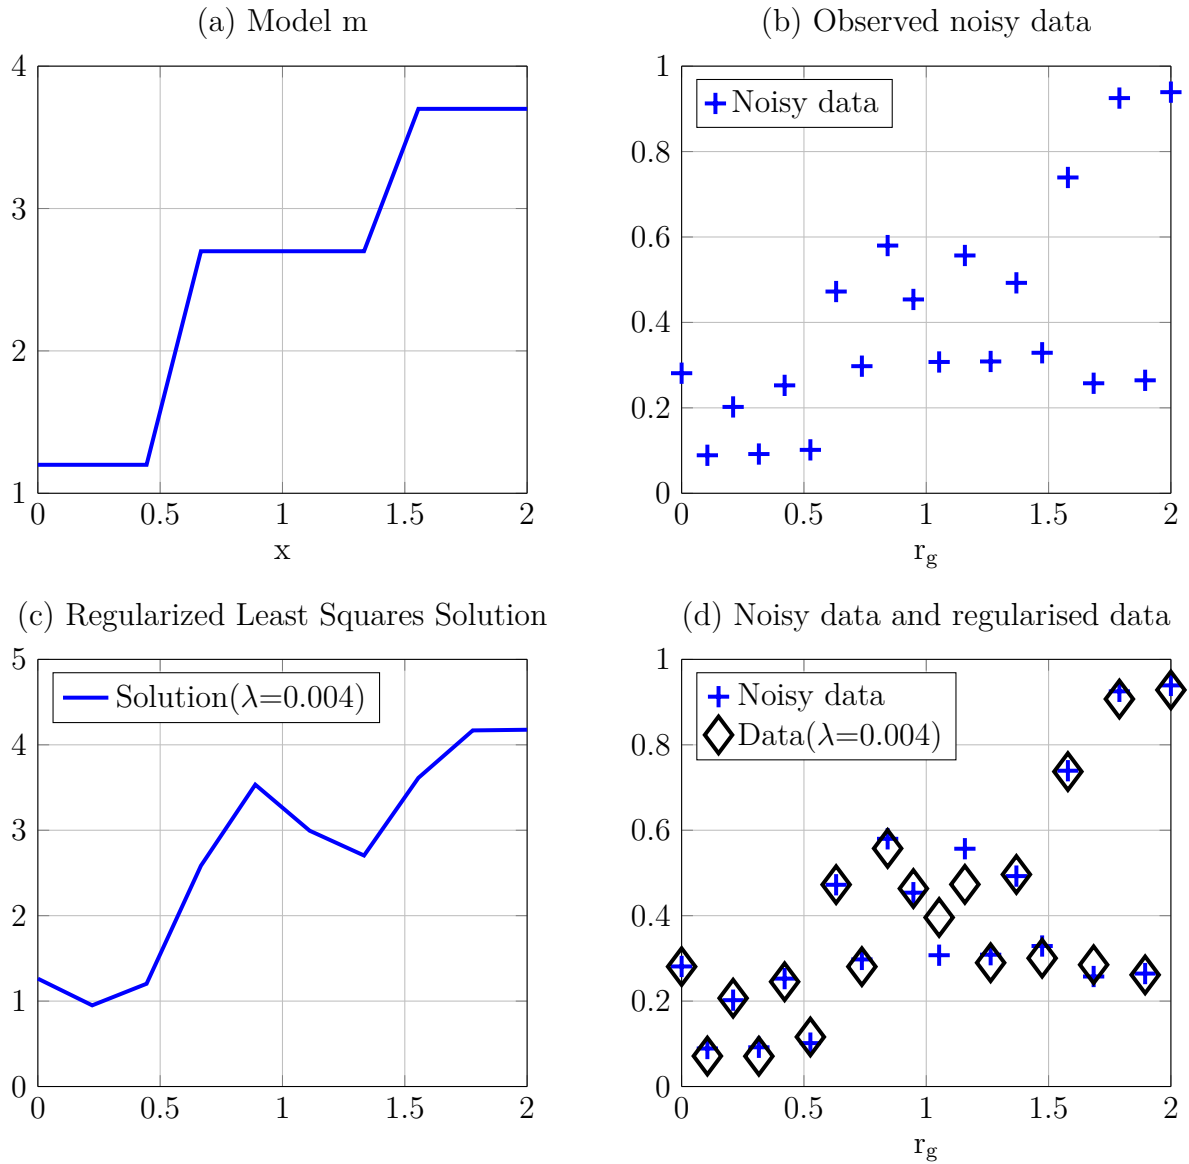 (a) Model m
4
3
2
1
0 0.5 1 1.5 2
x
(b) Observed noisy data
Noisy data
1
0.8
0.6
0.4
0.2
0
0 0.5 1 1.5 2
r_g
(c) Regularized Least Squares Solution
Solution(λ=0.004)
5
4
3
2
1
0
0 0.5 1 1.5 2
(d) Noisy data and regularised data
Noisy data
Data(λ=0.004)
1
0.8
0.6
0.4
0.2
0
0 0.5 1 1.5 2
r_g